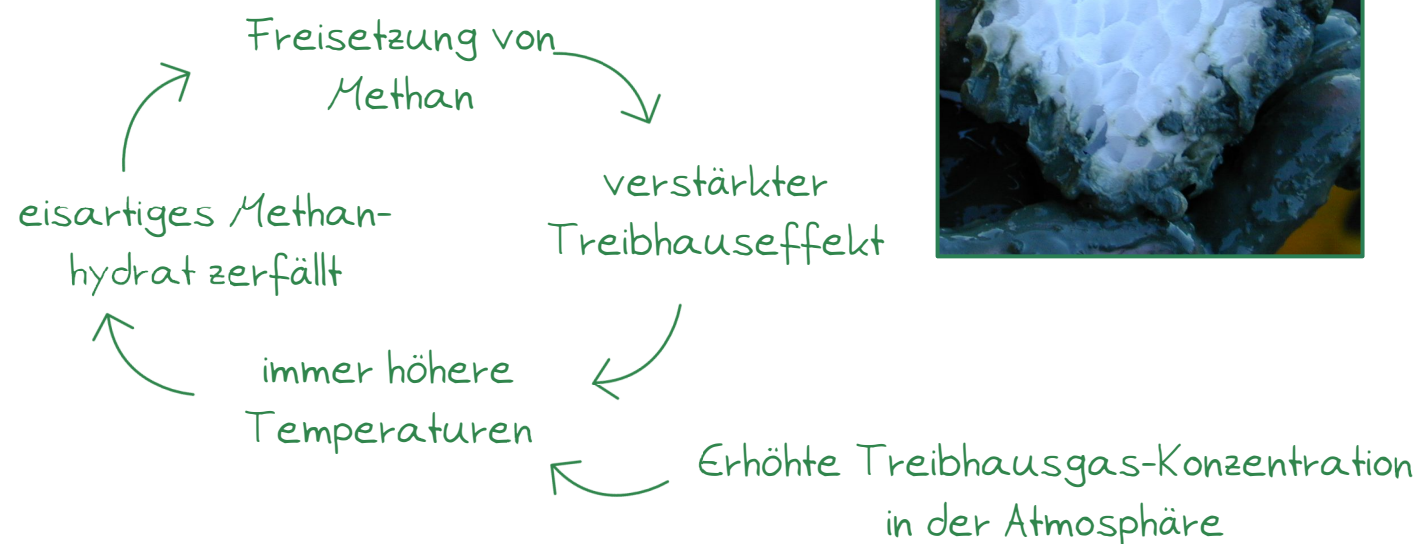 Freisetzung von
Methan
verstärkter
Treibhauseffekt
eisartiges Methan-
hydrat zerfällt
immer höhere
Temperaturen
Erhöhte Treibhausgas-Konzentration
in der Atmosphäre